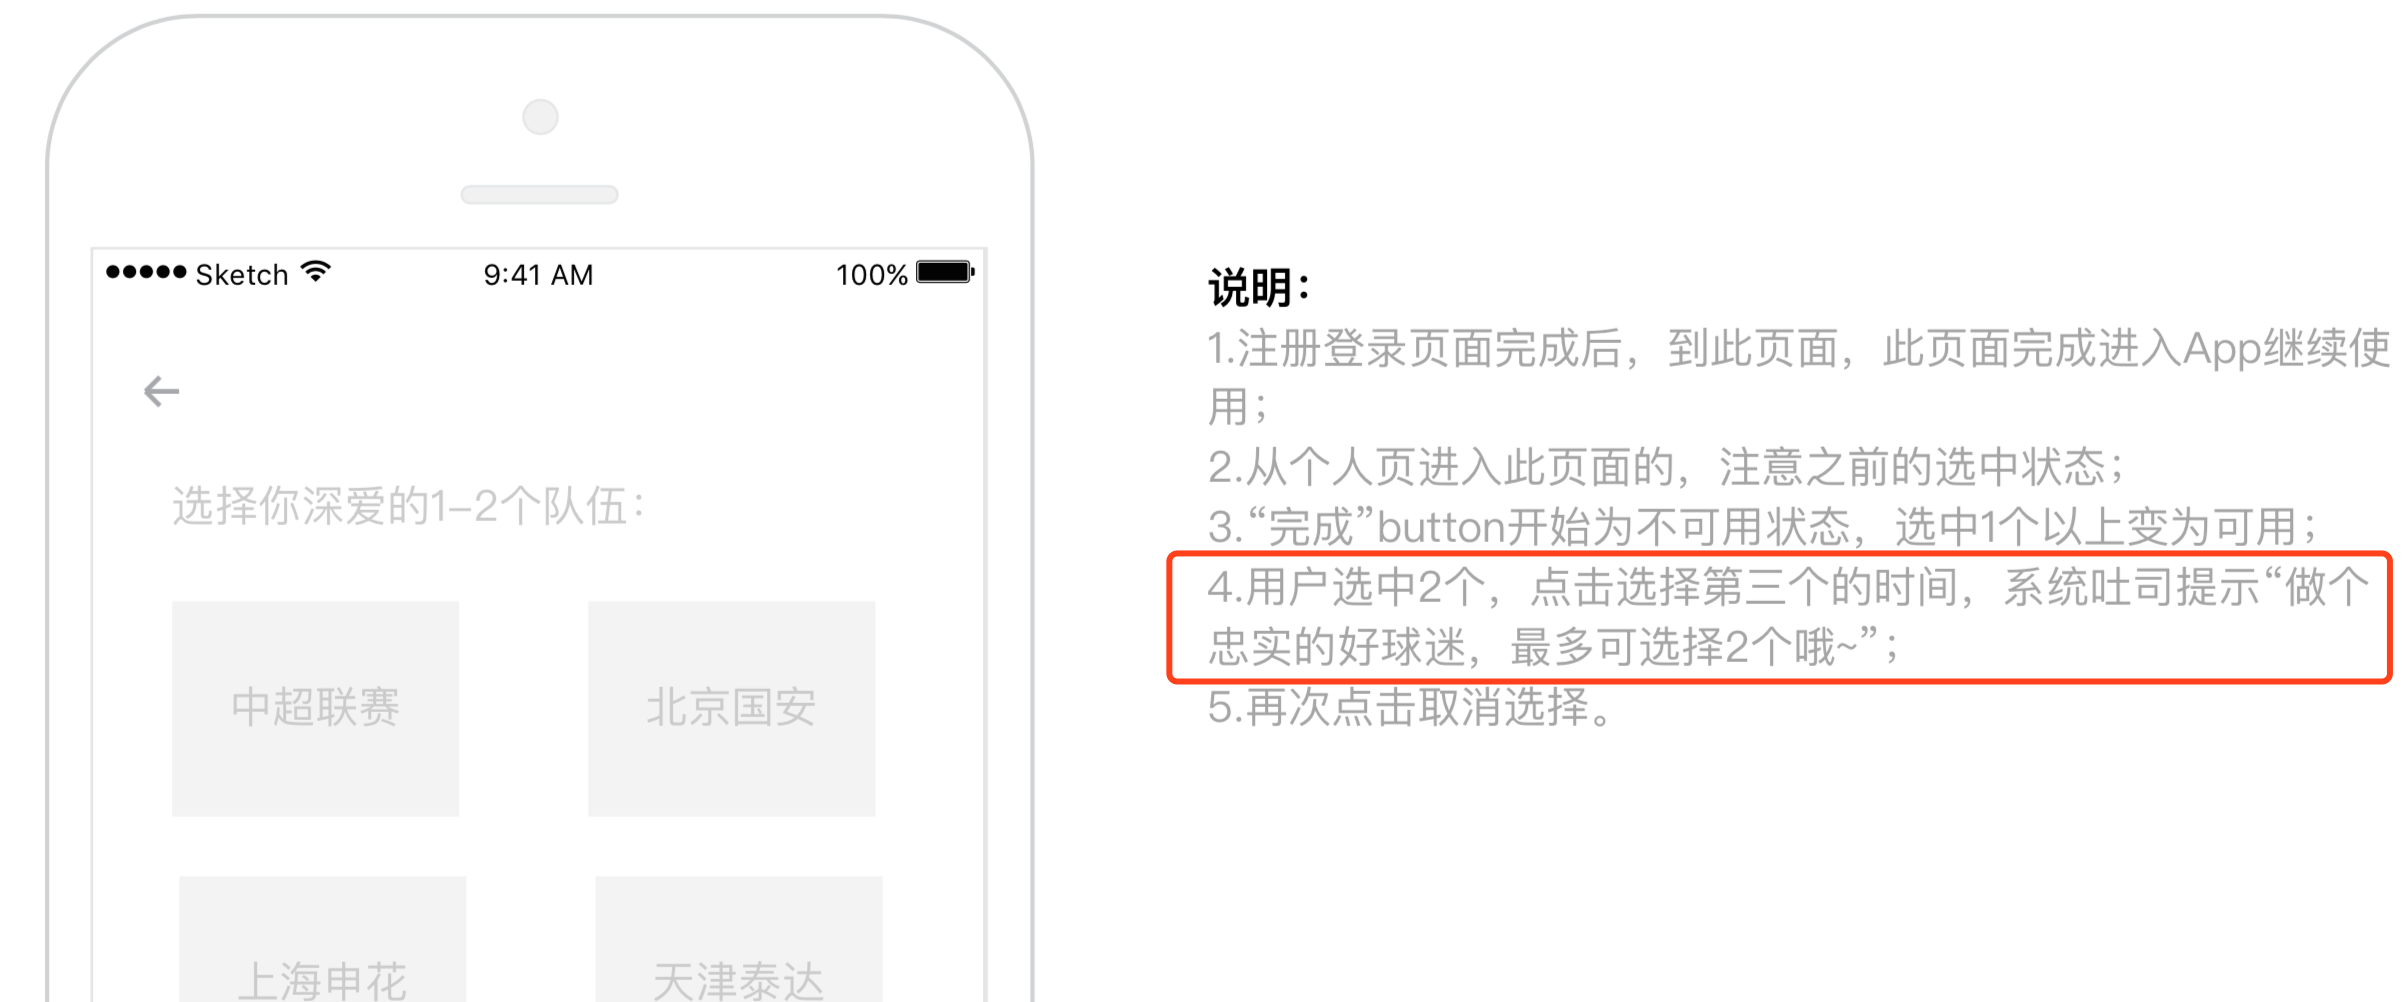 Sketch 9:41 AM 100%
选择你深爱的1-2个队伍：
中超联赛 北京国安
上海申花 天津泰达
说明：
1.注册登录页面完成后，到此页面，此页面完成进入App继续使
用；
2.从个人页进入此页面的，注意之前的选中状态；
3.“完成”button开始为不可用状态，选中1个以上变为可用；
4.用户选中2个，点击选择第三个的时间，系统吐司提示“做个
忠实的好球迷，最多可选择2个哦~”；
5.再次点击取消选择。